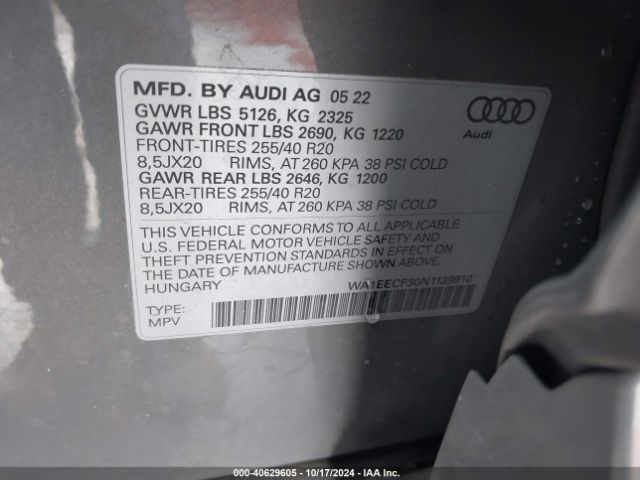 MFD. BY AUDI AG 05 22
GVWR LBS 5126, KG 2325
GAWR FRONT LBS 2690, KG 1220
FRONT-TIRES 255/40 R20
8,5JX20 RIMS, AT 260 KPA 38 PSI COLD
GAWR REAR LBS 2646, KG 1200
REAR-TIRES 255/40 R20
8,5JX20 RIMS, AT 260 KPA 38 PSI COLD
Audi
THIS VEHICLE CONFORMS TO ALL APPLICABLE
U.S. FEDERAL MOTOR VEHICLE SAFETY AND
THEFT PREVENTION STANDARDS IN EFFECT ON
THE DATE OF MANUFACTURE SHOWN ABOVE.
HUNGARY
WA1EECF30N1139910
TYPE:
MPV
000-40629605 | 10/17/2024 | IAA Inc.